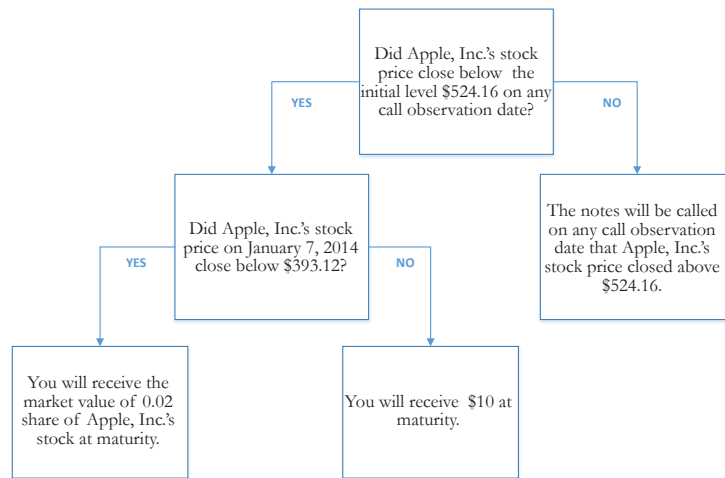 Did Apple, Inc.'s stock
price close below the
initial level $524.16 on any
call observation date?
YES
NO
Did Apple, Inc.'s stock
price on January 7, 2014
close below $393.12?
The notes will be called
on any call observation
date that Apple, Inc.'s
stock price closed above
$524.16.
YES
NO
You will receive the
market value of 0.02
share of Apple, Inc.'s
stock at maturity.
You will receive $10 at
maturity.